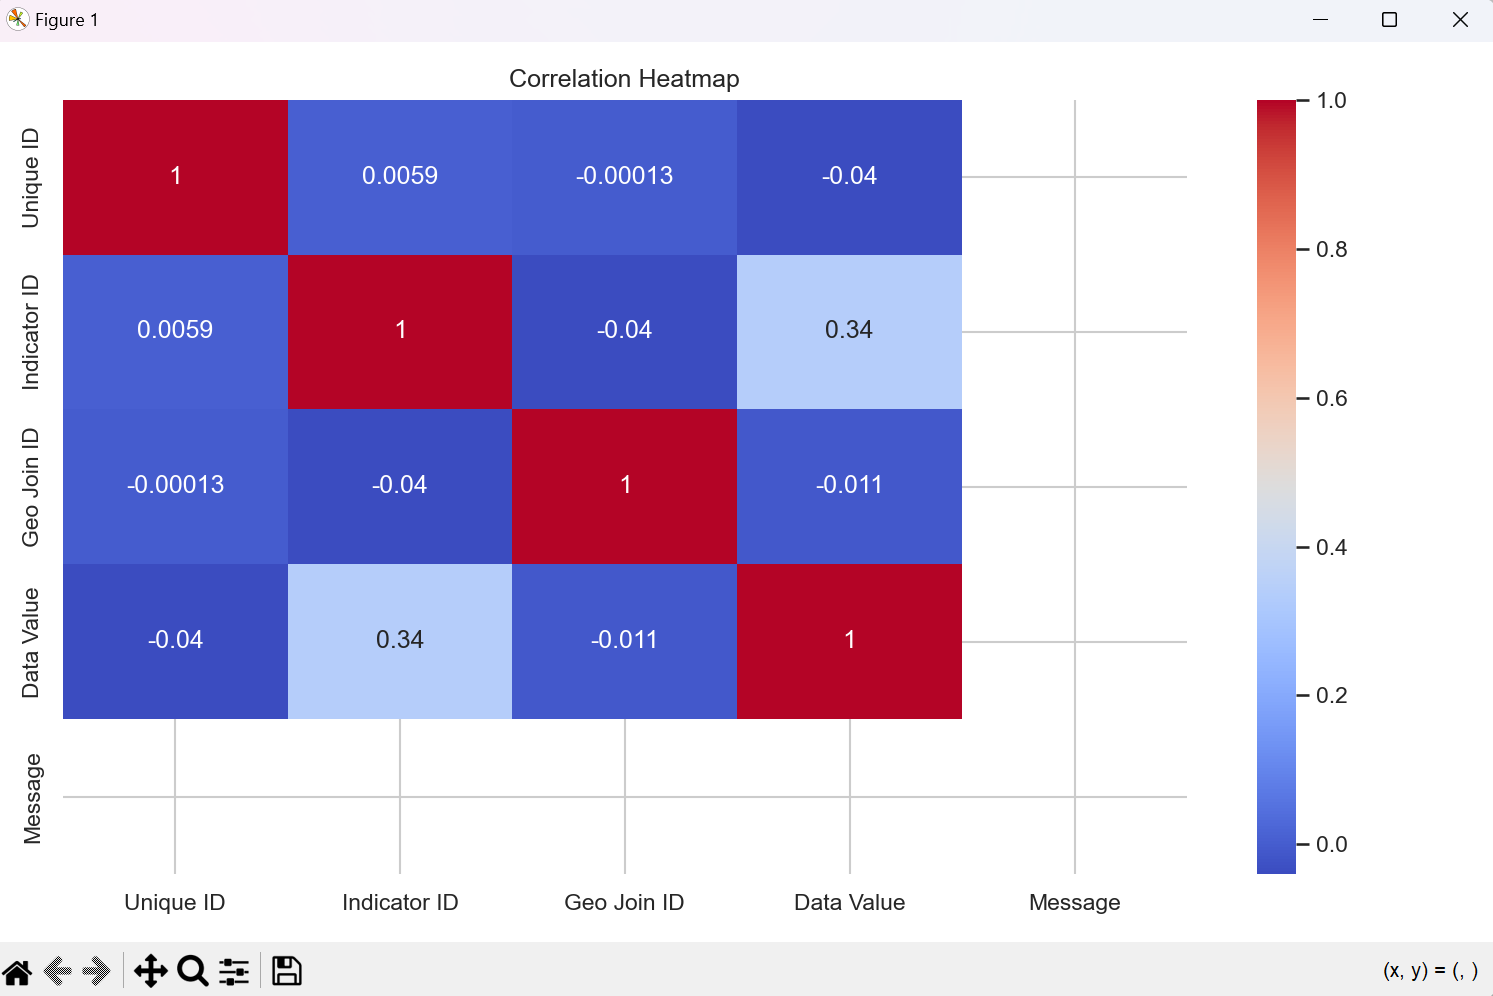 Figure 1
Correlation Heatmap
Unique ID
1
0.0059
-0.00013
-0.04
Indicator ID
0.0059
1
-0.04
0.34
Geo Join ID
-0.00013
-0.04
1
-0.011
Data Value
-0.04
0.34
-0.011
1
Message
Unique ID
Indicator ID
Geo Join ID
Data Value
Message
1.0
0.8
0.6
0.4
0.2
0.0
(x, y) = (, )